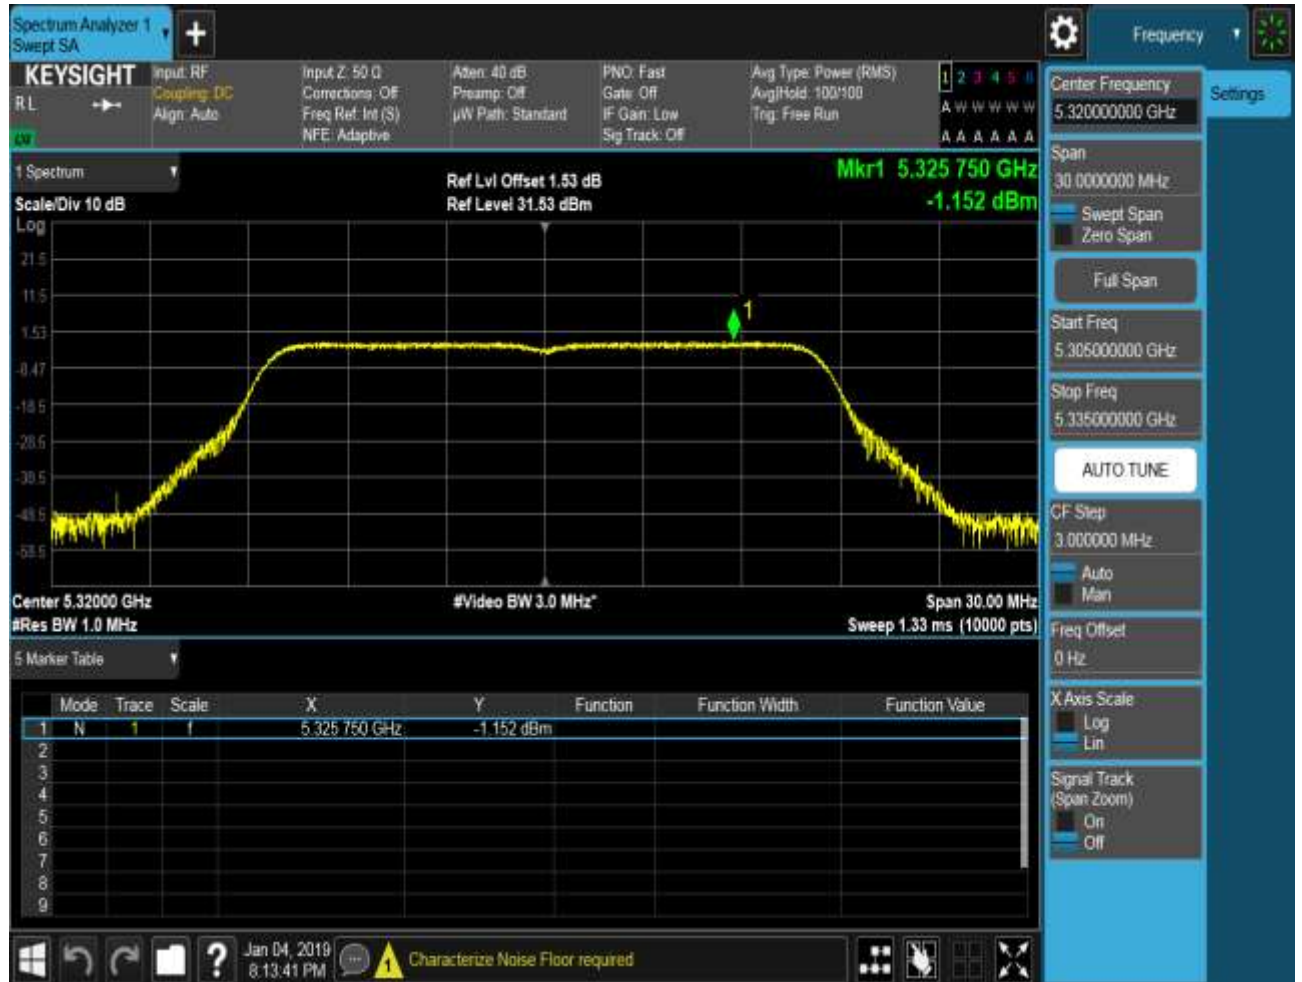 Spectrum Analyzer 1
Swept SA
Frequency
KEYSIGHT
Input: RF
Input Z: 50 Ω
Atten: 40 dB
PNO: Fast
Avg Type: Power (RMS)
1 2 3 4 5 6
R L
Coupling: DC
Corrections: Off
Preamp: Off
Gate: Off
Avg|Hold: 100/100
A W W W W W
Align: Auto
Freq Ref: Int (S)
µW Path: Standard
IF Gain: Low
Trig: Free Run
NFE: Adaptive
Sig Track: Off
A A A A A A
1 Spectrum
Ref Lvl Offset 1.53 dB
Mkr1 5.325 750 GHz
Scale/Div 10 dB
Ref Level 31.53 dBm
-1.152 dBm
Log
21.5
11.5
1.53
-8.47
-18.5
-28.5
-38.5
-48.5
-58.5
1
Center 5.32000 GHz
#Video BW 3.0 MHz*
Span 30.00 MHz
#Res BW 1.0 MHz
Sweep 1.33 ms (10000 pts)
5 Marker Table
Mode Trace Scale X Y Function Function Width Function Value
1 N 1 f 5.325 750 GHz -1.152 dBm
2
3
4
5
6
7
8
9
Jan 04, 2019
8:13:41 PM
Characterize Noise Floor required
Center Frequency
5.320000000 GHz
Settings
Span
30.0000000 MHz
Swept Span
Zero Span
Full Span
Start Freq
5.305000000 GHz
Stop Freq
5.335000000 GHz
AUTO TUNE
CF Step
3.000000 MHz
Auto
Man
Freq Offset
0 Hz
X Axis Scale
Log
Lin
Signal Track
(Span Zoom)
On
Off